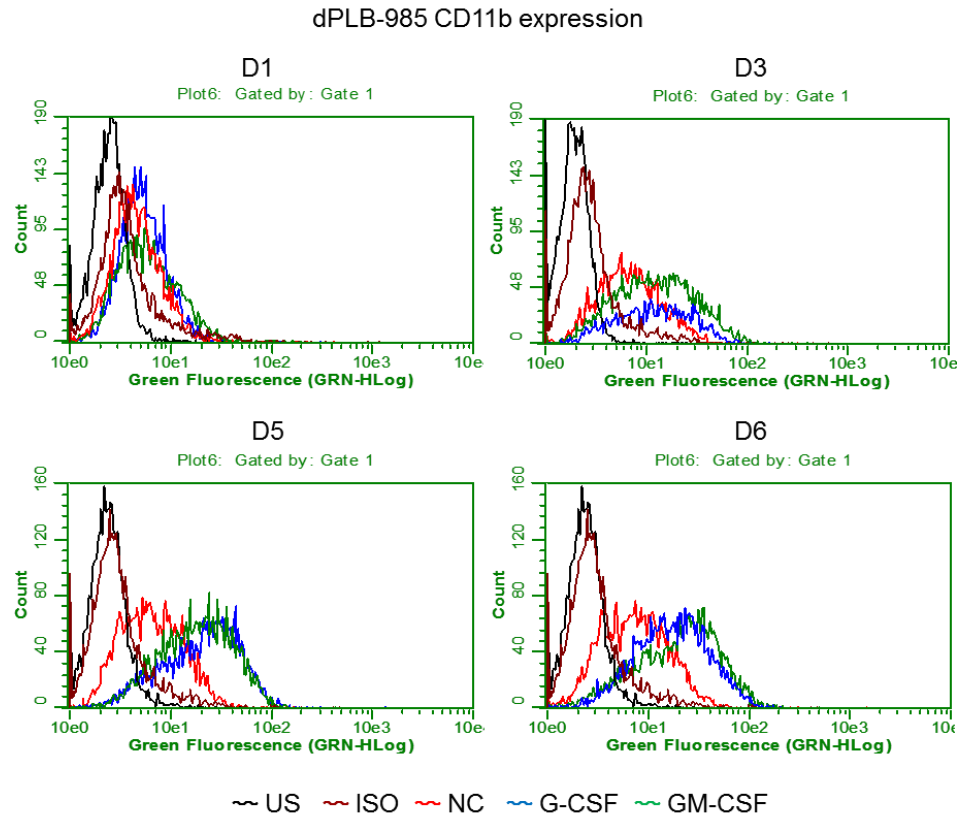 dPLB-985 CD11b expression
D1
Plot6: Gated by: Gate 1
190
143
95
48
0
Count
10e0 10e1 10e2 10e
Green Fluorescence (GRN-HLog)
D3
Plot6: Gated by: Gate 1
190
143
95
48
0
Count
10e0 10e1 10e2 10e3 10e
Green Fluorescence (GRN-HLog)
D5
Plot6: Gated by: Gate 1
160
120
80
40
0
Count
10e0 10e1 10e2 10e3 10e
Green Fluorescence (GRN-HLog)
D6
Plot6: Gated by: Gate 1
160
120
80
40
0
Count
10e0 10e1 10e2 10e3 10e
Green Fluorescence (GRN-HLog)
US ISO NC G-CSF GM-CSF